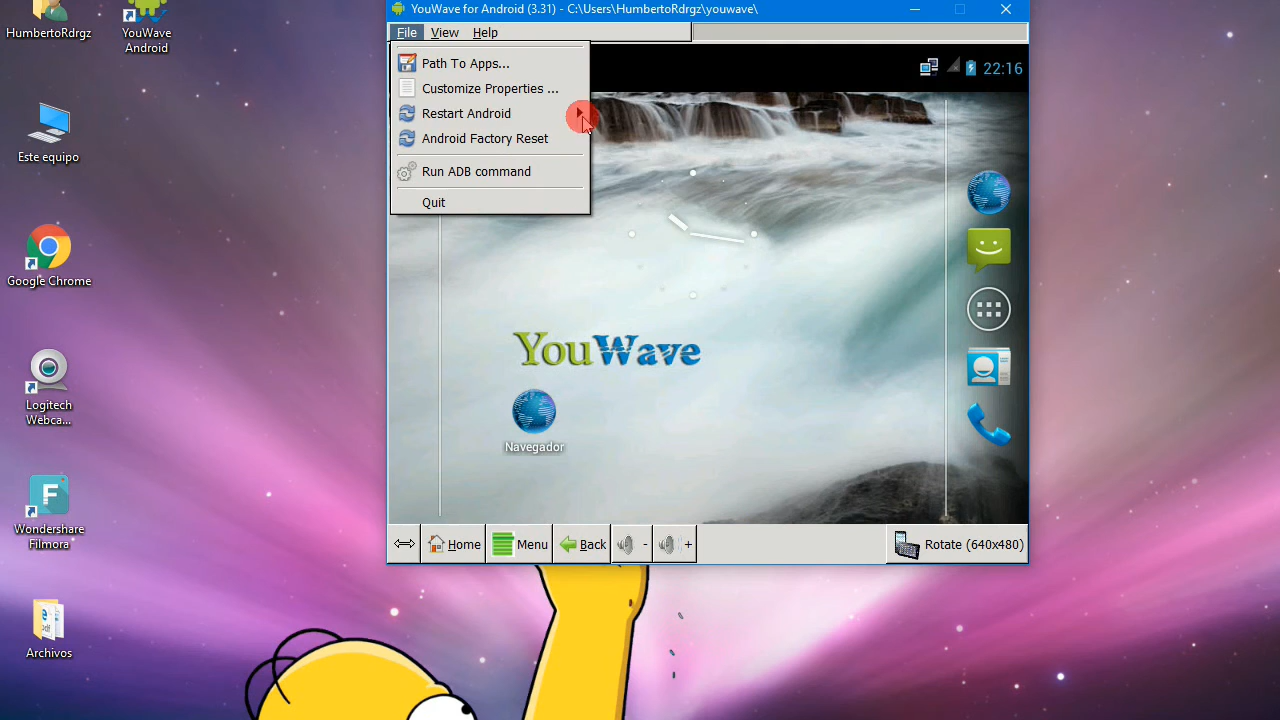 HumbertoRdrgz
YouWave
Android
Este equipo
Google Chrome
Logitech
Webca...
Wondershare
Filmora
Archivos
YouWave for Android (3.31) - C:\Users\HumbertoRdrgz\youwave\
File View Help
Path To Apps...
Customize Properties ...
Restart Android
Android Factory Reset
Run ADB command
Quit
22:16
YouWave
Navegador
Home Menu Back - + Rotate (640x480)